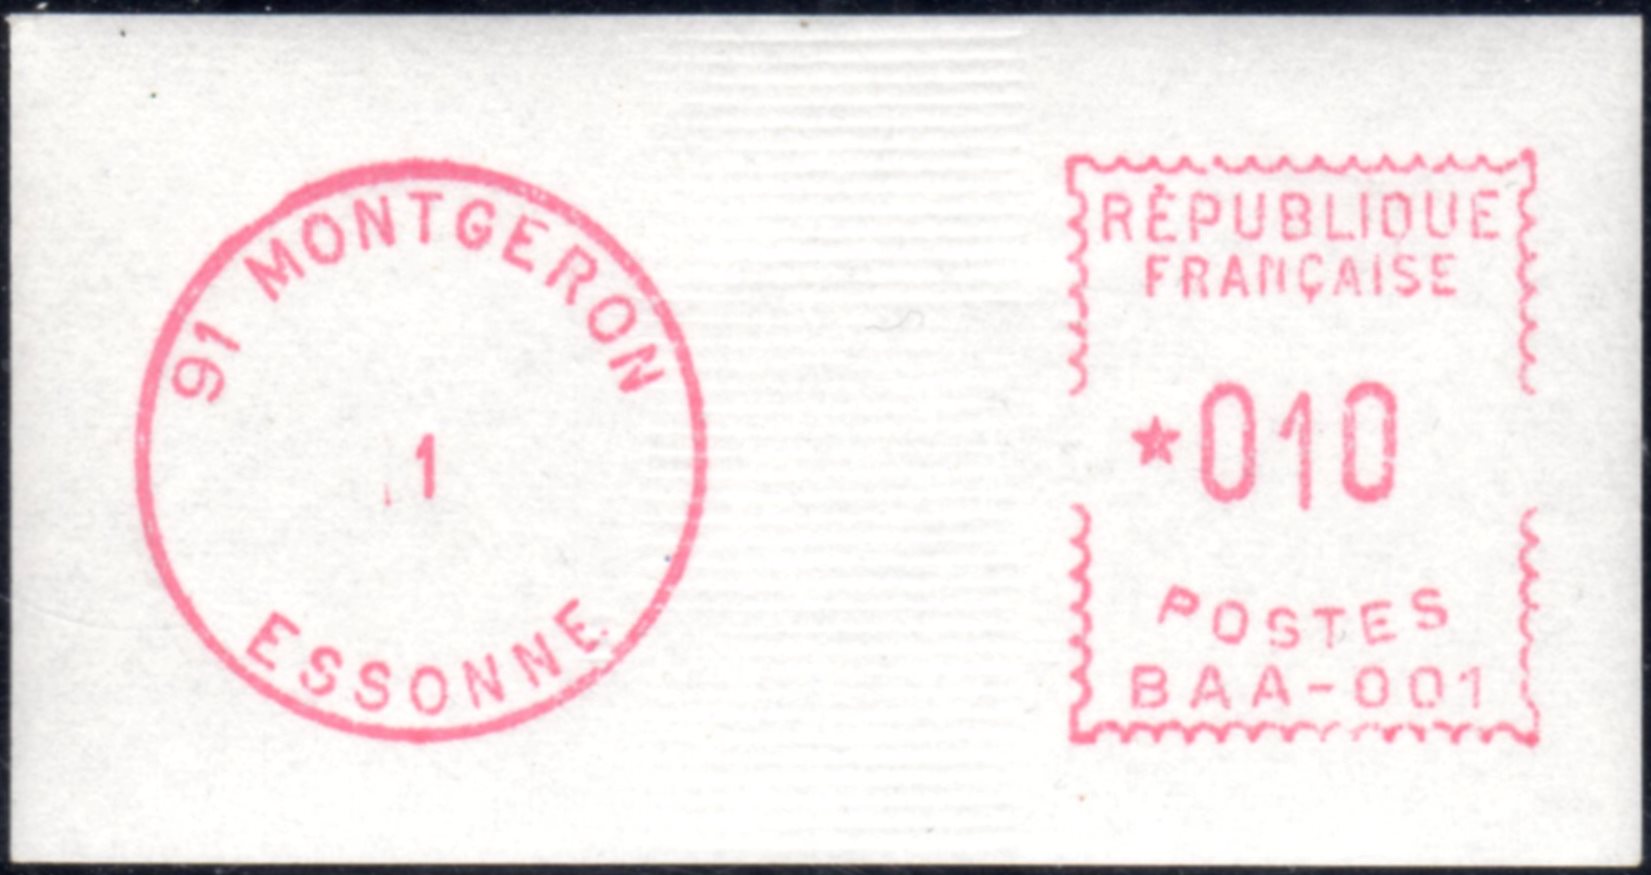 91 MONTGERON
1
ESSONNE
RÉPUBLIQUE
FRANÇAISE
*010
POSTES
BAA-001